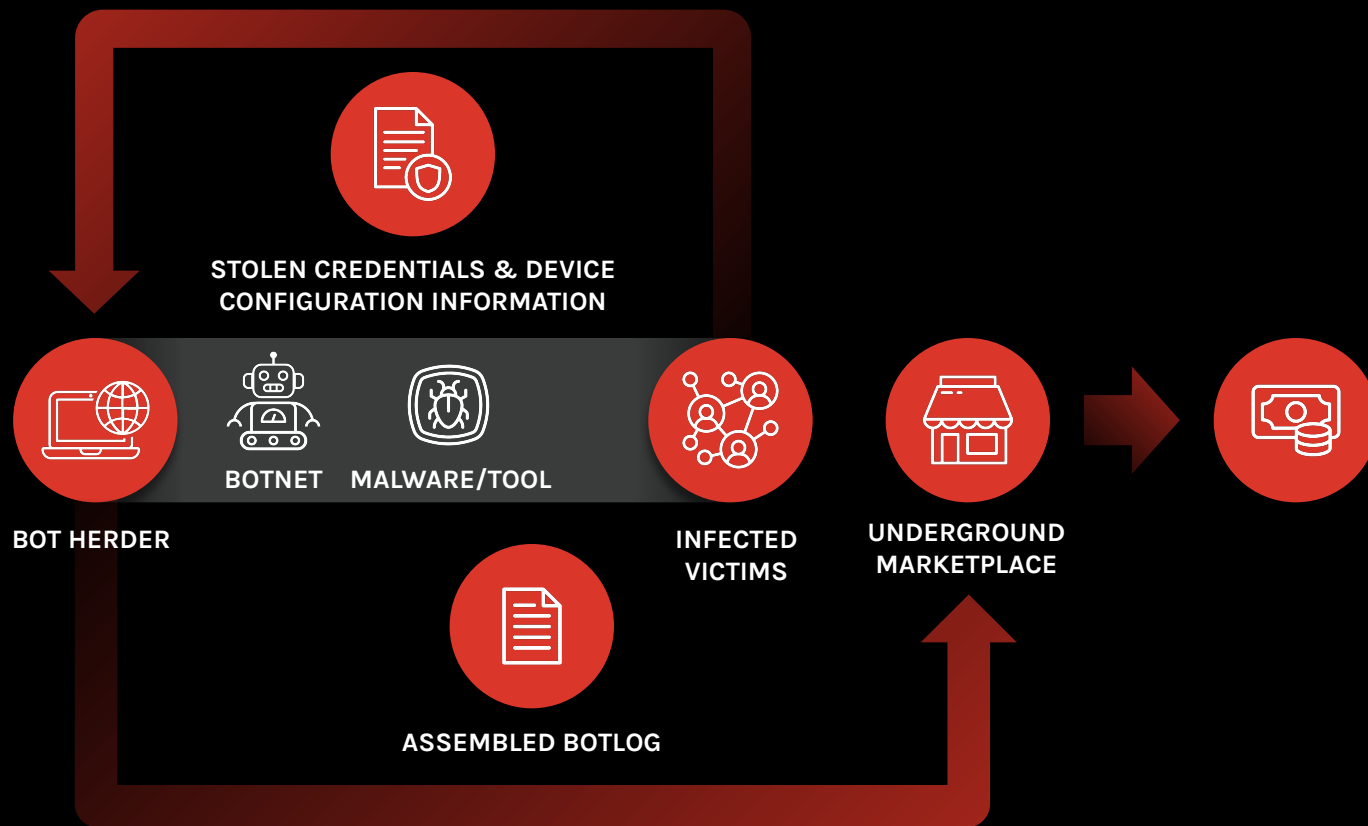 STOLEN CREDENTIALS & DEVICE
CONFIGURATION INFORMATION
BOTNET
MALWARE/TOOL
BOT HERDER
INFECTED
VICTIMS
UNDERGROUND
MARKETPLACE
ASSEMBLED BOTLOG